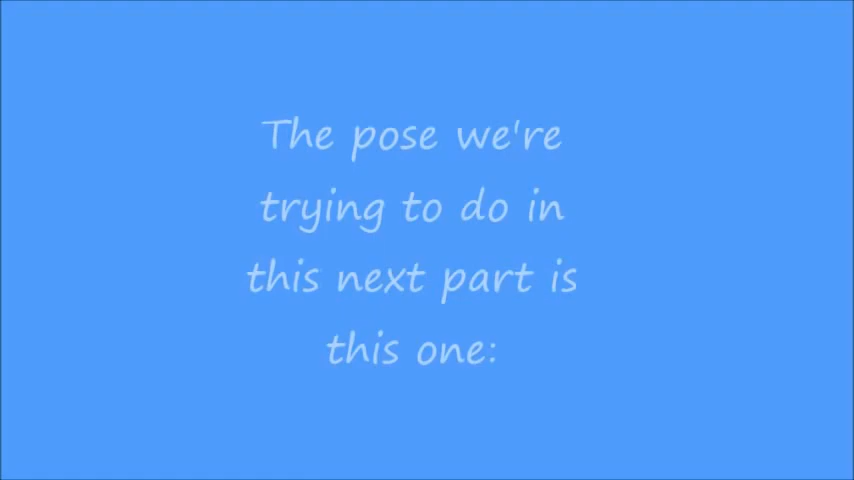 The pose we're
trying to do in
this next part is
this one: